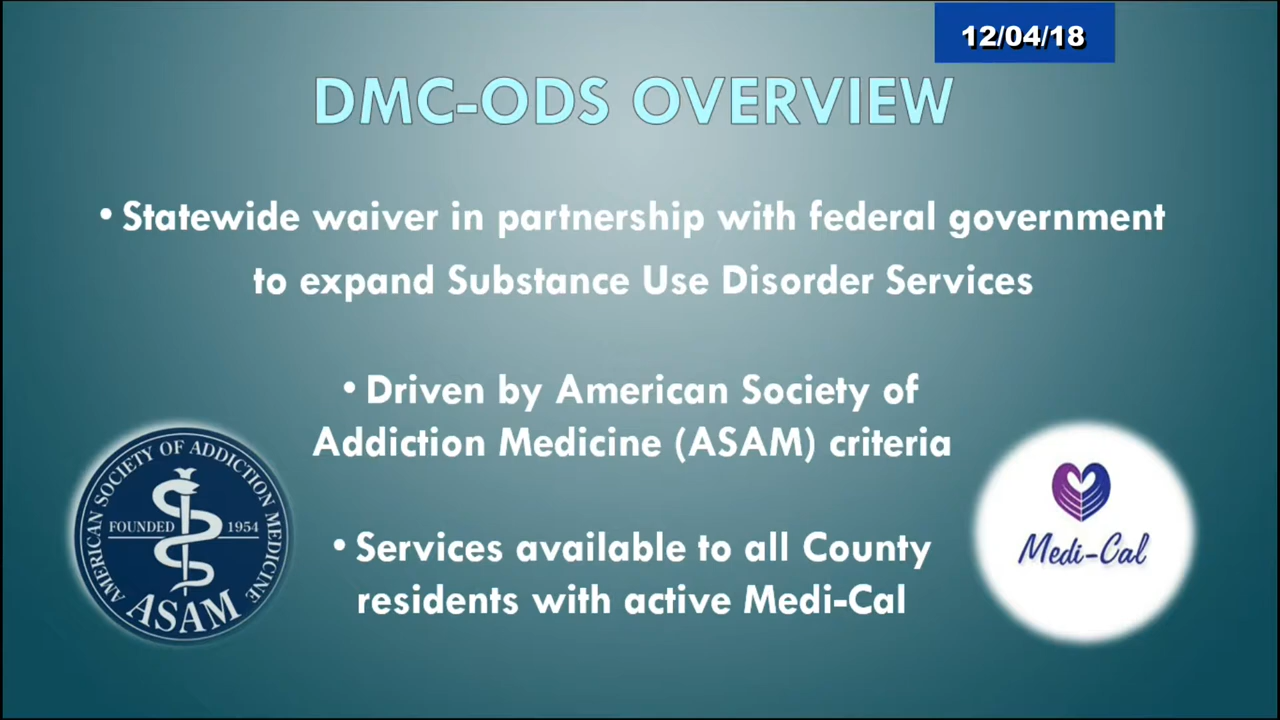 12/04/18
DMC-ODS OVERVIEW
• Statewide waiver in partnership with federal government
to expand Substance Use Disorder Services
• Driven by American Society of
Addiction Medicine (ASAM) criteria
• Services available to all County
residents with active Medi-Cal
AMERICAN SOCIETY OF ADDICTION MEDICINE
FOUNDED 1954
ASAM
Medi-Cal